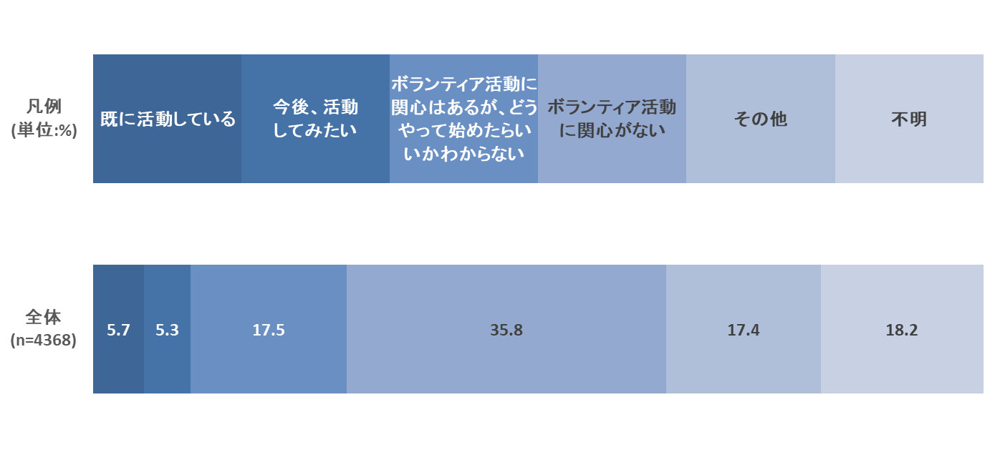 凡例
(単位:%)
既に活動している
今後、活動
してみたい
ボランティア活動に
関心はあるが、どう
やって始めたらい
いかわからない
ボランティア活動
に関心がない
その他
不明
全体
(n=4368)
5.7
5.3
17.5
35.8
17.4
18.2